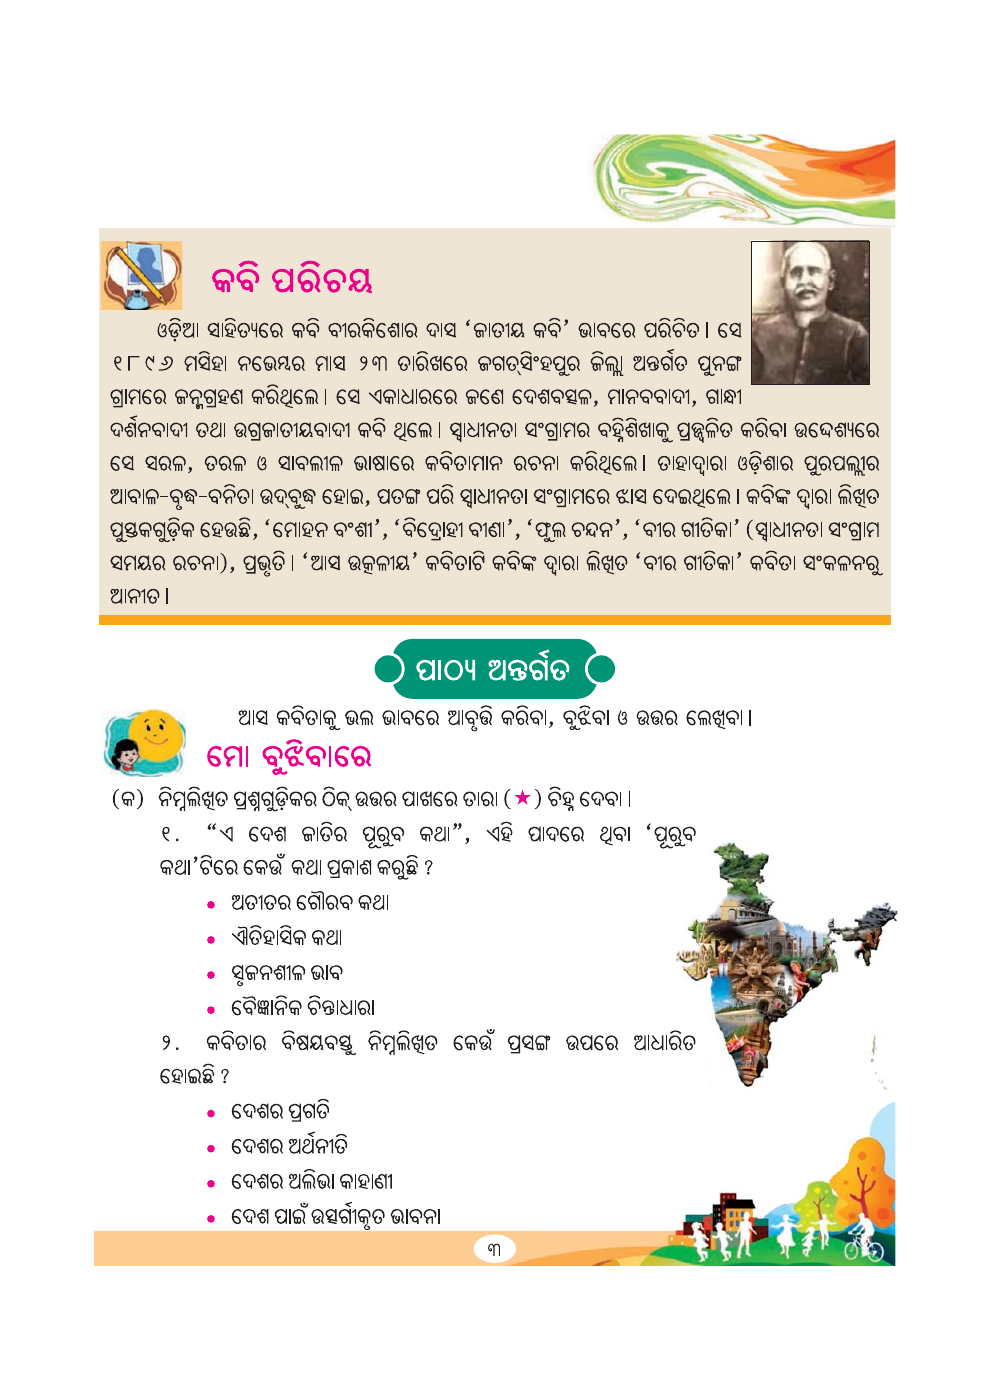 କବି ପରିଚୟ
ଓଡ଼ିଆ ସାହିତ୍ୟରେ କବି ବୀରକିଶୋର ଦାସ ‘ଜାତୀୟ କବି’ ଭାବରେ ପରିଚିତ। ସେ
୧୮୯୬ ମସିହା ନଭେମ୍ବର ମାସ ୨୩ ତାରିଖରେ ଜଗତ୍‌ସିଂହପୁର ଜିଲ୍ଲା ଅନ୍ତର୍ଗତ ପୁନଙ୍ଗ
ଗ୍ରାମରେ ଜନ୍ମଗ୍ରହଣ କରିଥିଲେ। ସେ ଏକାଧାରରେ ଜଣେ ଦେଶବତ୍ସଳ, ମାନବବାଦୀ, ଗାନ୍ଧୀ
ଦର୍ଶନବାଦୀ ତଥା ଉଗ୍ରଜାତୀୟବାଦୀ କବି ଥିଲେ। ସ୍ୱାଧୀନତା ସଂଗ୍ରାମର ବହ୍ନିଶିଖାକୁ ପ୍ରଜ୍ୱଳିତ କରିବା ଉଦ୍ଦେଶ୍ୟରେ
ସେ ସରଳ, ତରଳ ଓ ସାବଲୀଳ ଭାଷାରେ କବିତାମାନ ରଚନା କରିଥିଲେ। ତାହାଦ୍ୱାରା ଓଡ଼ିଶାର ପୁରପଲ୍ଲୀର
ଆବାଳ-ବୃଦ୍ଧ-ବନିତା ଉଦ୍‌ବୁଦ୍ଧ ହୋଇ, ପତଙ୍ଗ ପରି ସ୍ୱାଧୀନତା ସଂଗ୍ରାମରେ ଝାସ ଦେଇଥିଲେ। କବିଙ୍କ ଦ୍ୱାରା ଲିଖିତ
ପୁସ୍ତକଗୁଡ଼ିକ ହେଉଛି, ‘ମୋହନ ବଂଶୀ’, ‘ବିଦ୍ରୋହୀ ବୀଣା’, ‘ଫୁଲ ଚନ୍ଦନ’, ‘ବୀର ଗୀତିକା’ (ସ୍ୱାଧୀନତା ସଂଗ୍ରାମ
ସମୟର ରଚନା), ପ୍ରଭୃତି। ‘ଆସ ଉତ୍କଳୀୟ’ କବିତାଟି କବିଙ୍କ ଦ୍ୱାରା ଲିଖିତ ‘ବୀର ଗୀତିକା’ କବିତା ସଂକଳନରୁ
ଆନୀତ।
ପାଠ୍ୟ ଅନ୍ତର୍ଗତ
ଆସ କବିତାକୁ ଭଲ ଭାବରେ ଆବୃତ୍ତି କରିବା, ବୁଝିବା ଓ ଉତ୍ତର ଲେଖିବା।
ମୋ ବୁଝିବାରେ
(କ) ନିମ୍ନଲିଖିତ ପ୍ରଶ୍ନଗୁଡ଼ିକର ଠିକ୍ ଉତ୍ତର ପାଖରେ ତାରା (★) ଚିହ୍ନ ଦେବା।
୧. “ଏ ଦେଶ ଜାତିର ପୂରୁବ କଥା”, ଏହି ପାଦରେ ଥିବା ‘ପୂରୁବ
କଥା’ଟିରେ କେଉଁ କଥା ପ୍ରକାଶ କରୁଛି ?
• ଅତୀତର ଗୌରବ କଥା
• ଐତିହାସିକ କଥା
• ସୃଜନଶୀଳ ଭାବ
• ବୈଜ୍ଞାନିକ ଚିନ୍ତାଧାରା
୨. କବିତାର ବିଷୟବସ୍ତୁ ନିମ୍ନଲିଖିତ କେଉଁ ପ୍ରସଙ୍ଗ ଉପରେ ଆଧାରିତ
ହୋଇଛି ?
• ଦେଶର ପ୍ରଗତି
• ଦେଶର ଅର୍ଥନୀତି
• ଦେଶର ଅଲିଭା କାହାଣୀ
• ଦେଶ ପାଇଁ ଉତ୍ସର୍ଗୀକୃତ ଭାବନା
୩